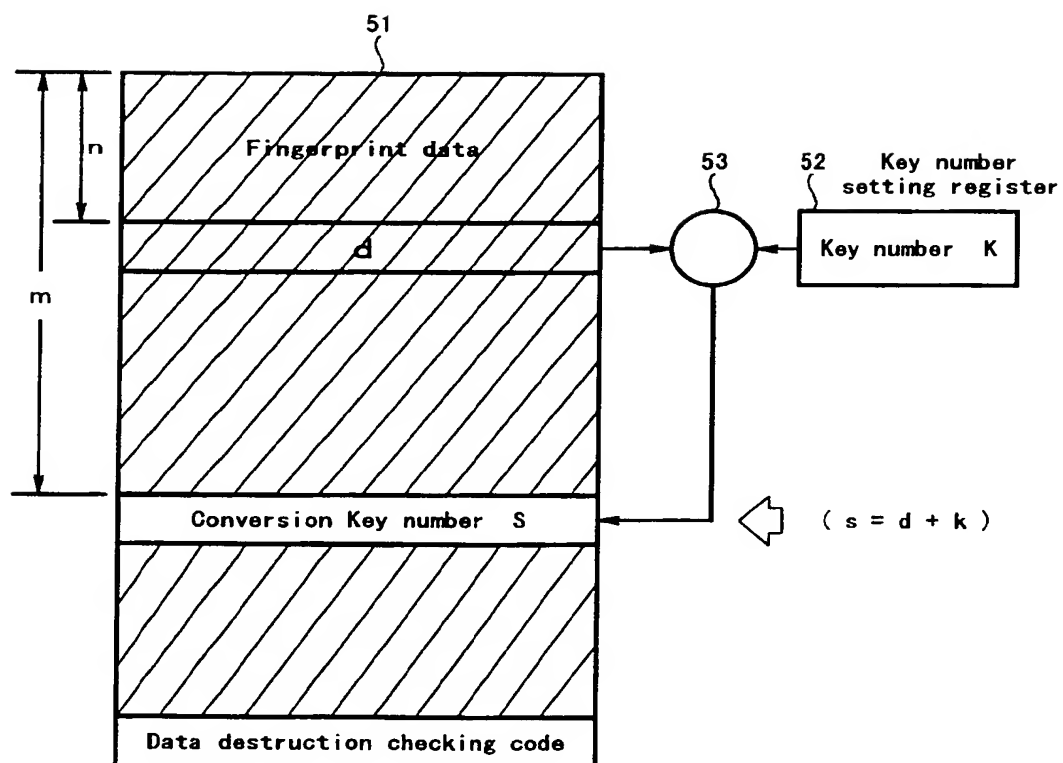 51
n
Fingerprint data
53
52
Key number
setting register
d
Key number K
m
Conversion Key number S
( s = d + k )
Data destruction checking code